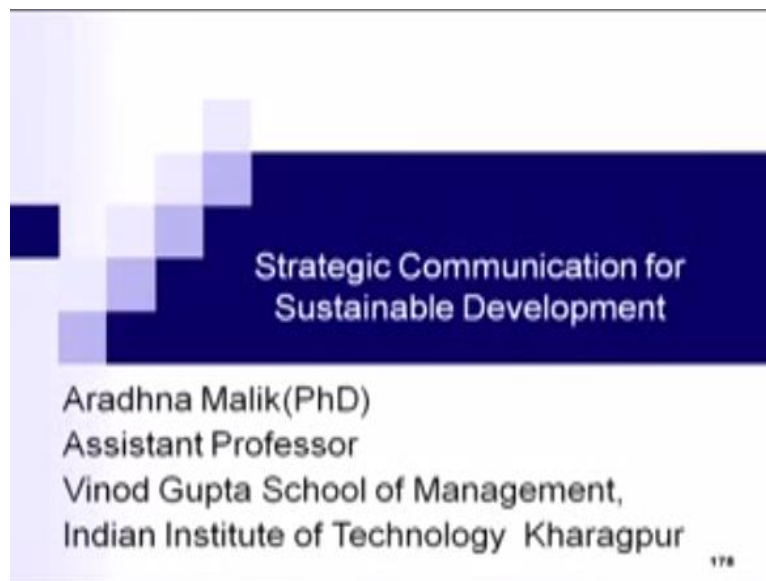 Strategic Communication for
Sustainable Development
Aradhna Malik(PhD)
Assistant Professor
Vinod Gupta School of Management,
Indian Institute of Technology Kharagpur
178